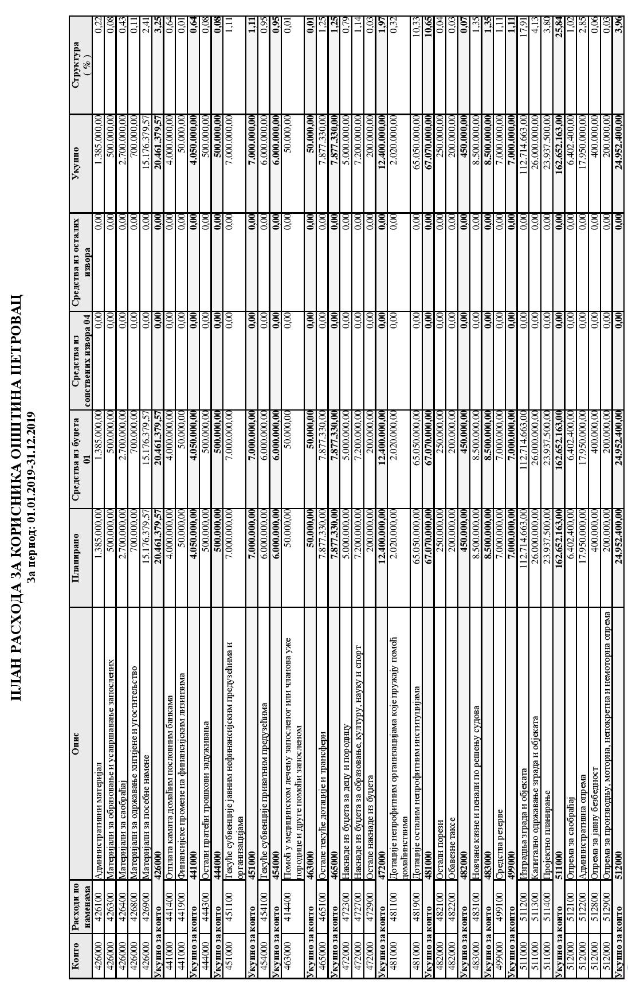 ПЛАН РАСХОДА ЗА КОРИСНИКА ОПШТИНА ПЕТРОВАЦ
За период: 01.01.2019-31.12.2019
Конто Расходи по наменама Опис Планирано Средства из буџета 01 Средства из сопствених извора 04 Средства из осталих извора Укупно Структура ( % )
426000 426100 Административни материјал 1.385.000,00 1.385.000,00 0,00 0,00 1.385.000,00 0,22
426000 426300 Материјали за образовање и усавршавање запослених 500.000,00 500.000,00 0,00 0,00 500.000,00 0,08
426000 426400 Материјали за саобраћај 2.700.000,00 2.700.000,00 0,00 0,00 2.700.000,00 0,43
426000 426800 Материјали за одржавање хигијене и угоститељство 700.000,00 700.000,00 0,00 0,00 700.000,00 0,11
426000 426900 Материјали за посебне намене 15.176.379,57 15.176.379,57 0,00 0,00 15.176.379,57 2,41
Укупно за конто 426000 20.461.379,57 20.461.379,57 0,00 0,00 20.461.379,57 3,25
441000 441400 Отплата камата домаћим пословним банкама 4.000.000,00 4.000.000,00 0,00 0,00 4.000.000,00 0,64
441000 441900 Финансијске промене на финансијским лизинзима 50.000,00 50.000,00 0,00 0,00 50.000,00 0,01
Укупно за конто 441000 4.050.000,00 4.050.000,00 0,00 0,00 4.050.000,00 0,64
444000 444300 Остали пратећи трошкови задуживања 500.000,00 500.000,00 0,00 0,00 500.000,00 0,08
Укупно за конто 444000 500.000,00 500.000,00 0,00 0,00 500.000,00 0,08
451000 451100 Текуће субвенције јавним нефинансијским предузећима и 7.000.000,00 7.000.000,00 0,00 0,00 7.000.000,00 1,11
организацијама
Укупно за конто 451000 7.000.000,00 7.000.000,00 0,00 0,00 7.000.000,00 1,11
454000 454100 Текуће субвенције приватним предузећима 6.000.000,00 6.000.000,00 0,00 0,00 6.000.000,00 0,95
Укупно за конто 454000 6.000.000,00 6.000.000,00 0,00 0,00 6.000.000,00 0,95
463000 414400 Помоћ у медицинском лечењу запосленог или чланова уже 50.000,00 50.000,00 0,00 0,00 50.000,00 0,01
породице и друге помоћи запосленом
Укупно за конто 463000 50.000,00 50.000,00 0,00 0,00 50.000,00 0,01
465000 465100 Остале текуће дотације и трансфери 7.877.330,00 7.877.330,00 0,00 0,00 7.877.330,00 1,25
Укупно за конто 465000 7.877.330,00 7.877.330,00 0,00 0,00 7.877.330,00 1,25
472000 472300 Накнаде из буџета за децу и породицу 5.000.000,00 5.000.000,00 0,00 0,00 5.000.000,00 0,79
472000 472700 Накнаде из буџета за образовање, културу, науку и спорт 7.200.000,00 7.200.000,00 0,00 0,00 7.200.000,00 1,14
472000 472900 Остале накнаде из буџета 200.000,00 200.000,00 0,00 0,00 200.000,00 0,03
Укупно за конто 472000 12.400.000,00 12.400.000,00 0,00 0,00 12.400.000,00 1,97
481000 481100 Дотације непрофитним организацијама које пружају помоћ 2.020.000,00 2.020.000,00 0,00 0,00 2.020.000,00 0,32
домаћинствима
481000 481900 Дотације осталим непрофитним институцијама 65.050.000,00 65.050.000,00 0,00 0,00 65.050.000,00 10,33
Укупно за конто 481000 67.070.000,00 67.070.000,00 0,00 0,00 67.070.000,00 10,65
482000 482100 Остали порези 250.000,00 250.000,00 0,00 0,00 250.000,00 0,04
482000 482200 Обавезне таксе 200.000,00 200.000,00 0,00 0,00 200.000,00 0,03
Укупно за конто 482000 450.000,00 450.000,00 0,00 0,00 450.000,00 0,07
483000 483100 Новчане казне и пенали по решењу судова 8.500.000,00 8.500.000,00 0,00 0,00 8.500.000,00 1,35
Укупно за конто 483000 8.500.000,00 8.500.000,00 0,00 0,00 8.500.000,00 1,35
499000 499100 Средства резерве 7.000.000,00 7.000.000,00 0,00 0,00 7.000.000,00 1,11
Укупно за конто 499000 7.000.000,00 7.000.000,00 0,00 0,00 7.000.000,00 1,11
511000 511200 Изградња зграда и објеката 112.714.663,00 112.714.663,00 0,00 0,00 112.714.663,00 17,91
511000 511300 Капитално одржавање зграда и објеката 26.000.000,00 26.000.000,00 0,00 0,00 26.000.000,00 4,13
511000 511400 Пројектно планирање 23.937.500,00 23.937.500,00 0,00 0,00 23.937.500,00 3,80
Укупно за конто 511000 162.652.163,00 162.652.163,00 0,00 0,00 162.652.163,00 25,84
512000 512100 Опрема за саобраћај 6.402.400,00 6.402.400,00 0,00 0,00 6.402.400,00 1,02
512000 512200 Административна опрема 17.950.000,00 17.950.000,00 0,00 0,00 17.950.000,00 2,85
512000 512800 Опрема за јавну безбедност 400.000,00 400.000,00 0,00 0,00 400.000,00 0,06
512000 512900 Опрема за производњу, моторна, непокретна и немоторна опрема 200.000,00 200.000,00 0,00 0,00 200.000,00 0,03
Укупно за конто 512000 24.952.400,00 24.952.400,00 0,00 0,00 24.952.400,00 3,96